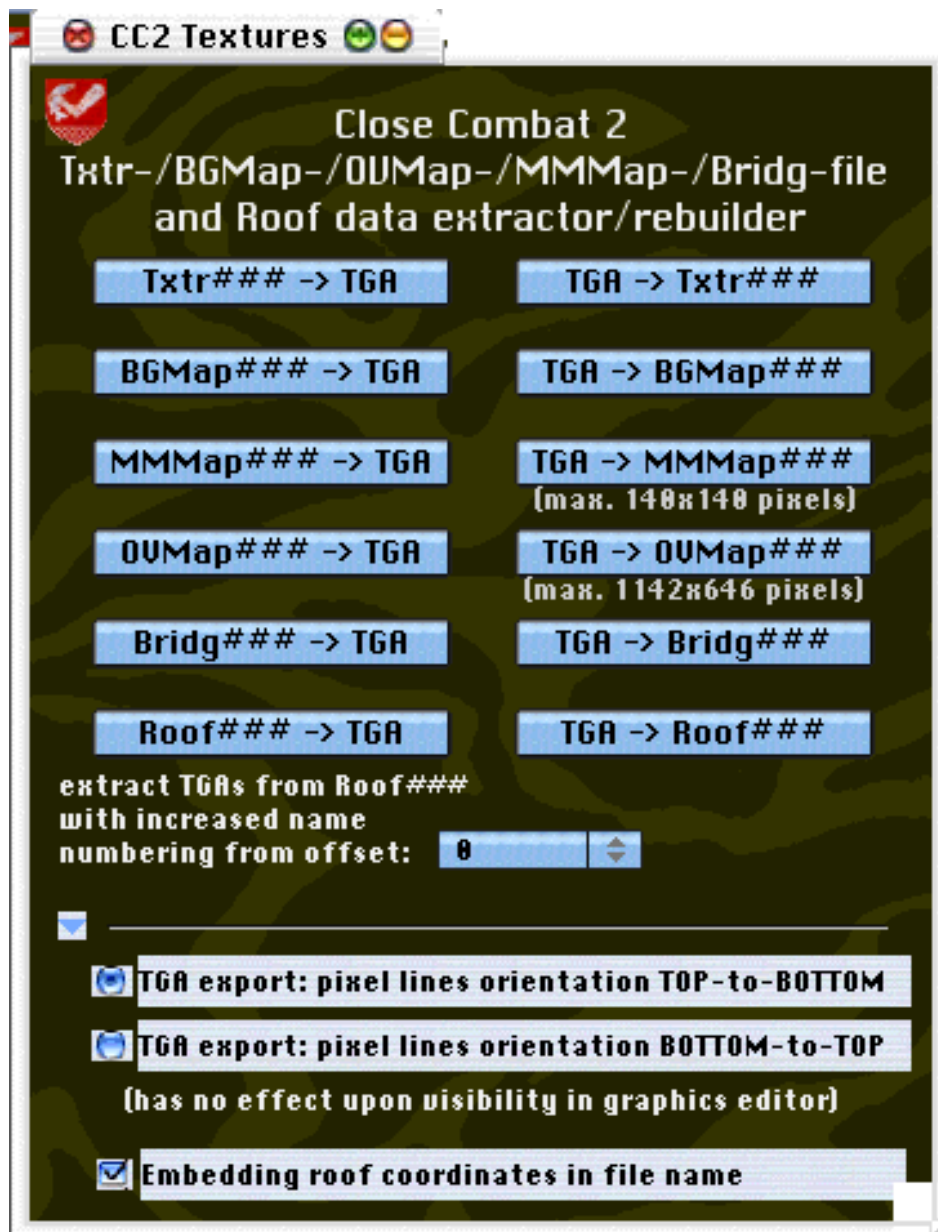 CC2 Textures
Close Combat 2
Txtr-/BGMap-/OVMap-/MMMap-/Bridg-file
and Roof data extractor/rebuilder
Txtr### -> TGA
TGA -> Txtr###
BGMap### -> TGA
TGA -> BGMap###
MMMap### -> TGA
TGA -> MMMap###
(max. 140x140 pixels)
OVMap### -> TGA
TGA -> OVMap###
(max. 1142x646 pixels)
Bridg### -> TGA
TGA -> Bridg###
Roof### -> TGA
TGA -> Roof###
extract TGAs from Roof###
with increased name
numbering from offset: 0
TGA export: pixel lines orientation TOP-to-BOTTOM
TGA export: pixel lines orientation BOTTOM-to-TOP
(has no effect upon visibility in graphics editor)
Embedding roof coordinates in file name